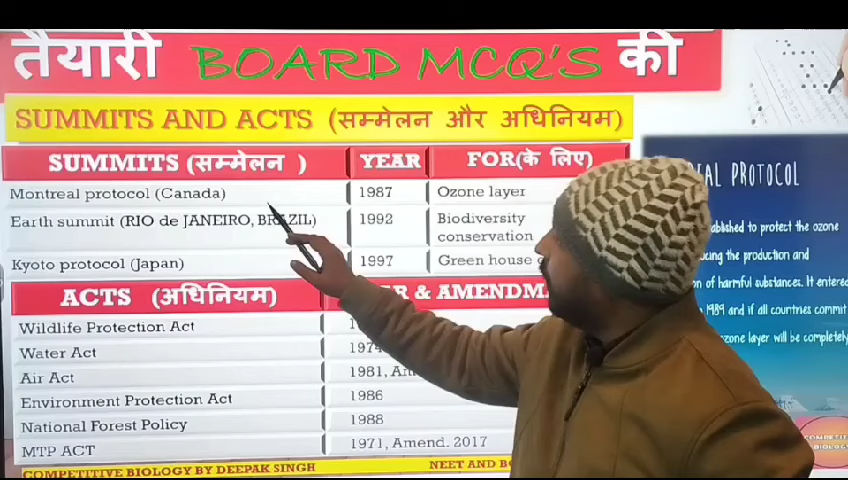 तैयारी BOARD MCQ'S की
SUMMITS AND ACTS (सम्मेलन और अधिनियम)
SUMMITS (सम्मेलन ) YEAR FOR(के लिए)
Montreal protocol (Canada) 1987 Ozone layer
Earth summit (RIO de JANEIRO, BRAZIL) 1992 Biodiversity
conservation
Kyoto protocol (Japan) 1997 Green house
ACTS (अधिनियम) & AMENDM
Wildlife Protection Act
Water Act 1974
Air Act 1981,
Environment Protection Act 1986
National Forest Policy 1988
MTP ACT 1971, Amend. 2017
COMPETITIVE BIOLOGY BY DEEPAK SINGH NEET AND
PROTOCOL
to protect the ozone
the production and
of harmful substances. It entered
1989 and if all countries commit
ozone layer will be completely
BIOLOGY